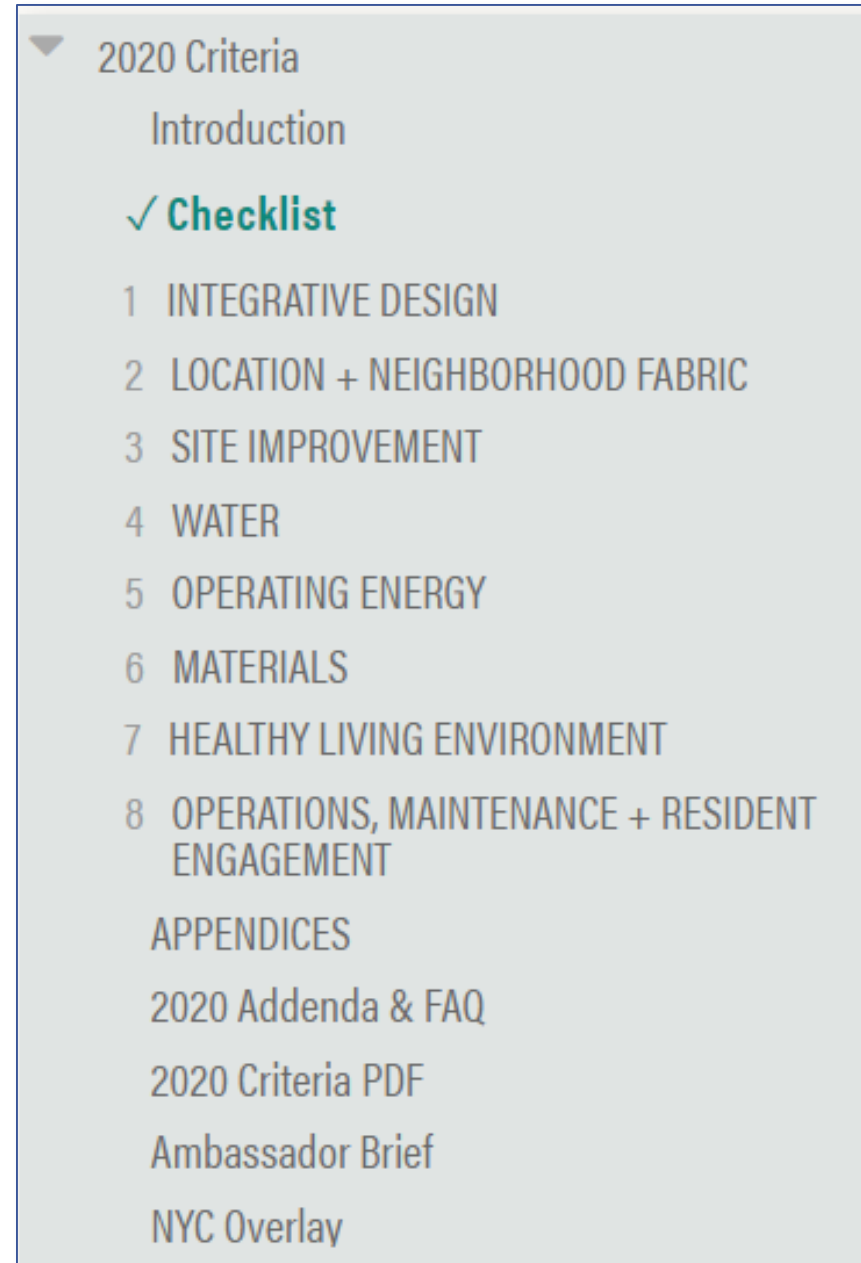 2020 Criteria
Introduction
✓ Checklist
1 INTEGRATIVE DESIGN
2 LOCATION + NEIGHBORHOOD FABRIC
3 SITE IMPROVEMENT
4 WATER
5 OPERATING ENERGY
6 MATERIALS
7 HEALTHY LIVING ENVIRONMENT
8 OPERATIONS, MAINTENANCE + RESIDENT
ENGAGEMENT
APPENDICES
2020 Addenda & FAQ
2020 Criteria PDF
Ambassador Brief
NYC Overlay